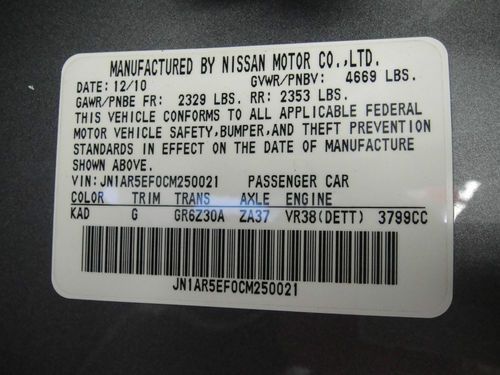 MANUFACTURED BY NISSAN MOTOR CO.,LTD.
DATE: 12/10 GVWR/PNBV: 4669 LBS.
GAWR/PNBE FR: 2329 LBS. RR: 2353 LBS.
THIS VEHICLE CONFORMS TO ALL APPLICABLE FEDERAL
MOTOR VEHICLE SAFETY,BUMPER,AND THEFT PREVENTION
STANDARDS IN EFFECT ON THE DATE OF MANUFACTURE
SHOWN ABOVE.
VIN: JN1AR5EF0CM250021 PASSENGER CAR
COLOR TRIM TRANS AXLE ENGINE
KAD G GR6Z30A ZA37 VR38(DETT) 3799CC
JN1AR5EF0CM250021